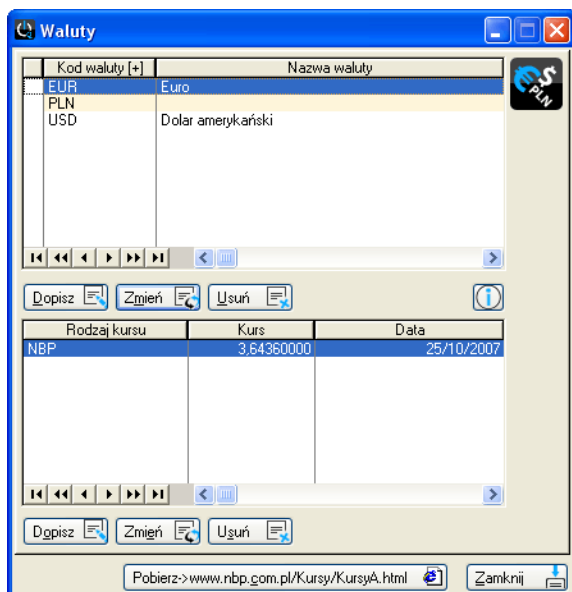 Waluty
Kod waluty [+] Nazwa waluty
EUR Euro
PLN
USD Dolar amerykański
€$
PLN
Dopisz Zmień Usuń
Rodzaj kursu Kurs Data
NBP 3,64360000 25/10/2007
Dopisz Zmień Usuń
Pobierz->www.nbp.com.pl/Kursy/KursyA.html Zamknij